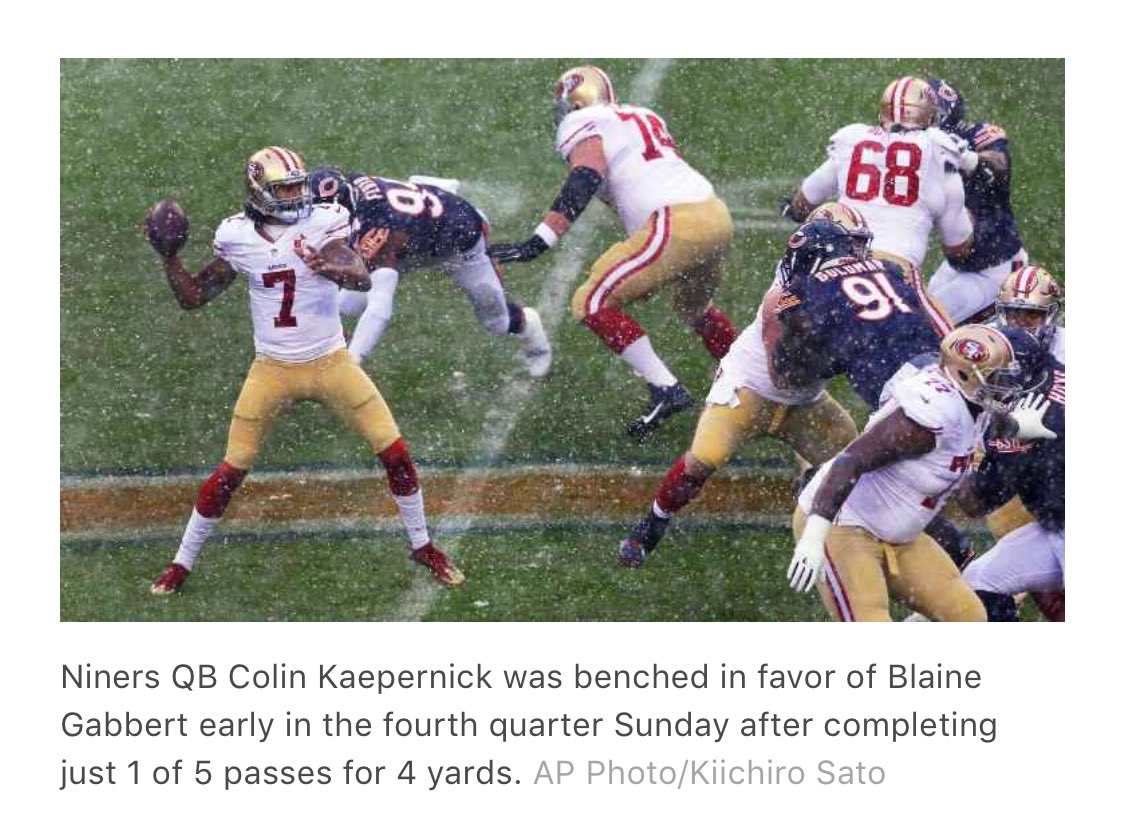 7
74
68
91
GOLDMAN
Niners QB Colin Kaepernick was benched in favor of Blaine
Gabbert early in the fourth quarter Sunday after completing
just 1 of 5 passes for 4 yards. AP Photo/Kiichiro Sato